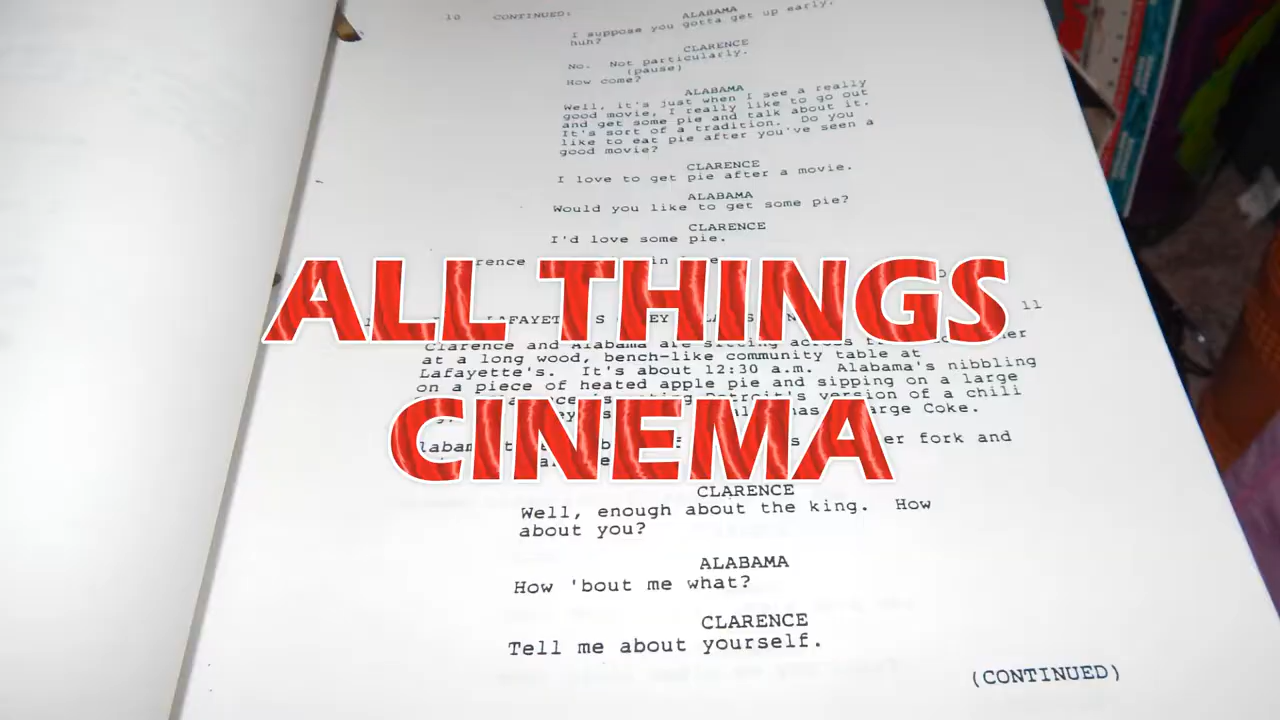 10 CONTINUED:
ALABAMA
I suppose you gotta get up early,
huh?
CLARENCE
No. Not particularly.
(pause)
How come?
ALABAMA
Well, it's just when I see a really
good movie, I really like to go out
and get some pie and talk about it.
It's sort of a tradition. Do you
like to eat pie after you've seen a
good movie?
CLARENCE
I love to get pie after a movie.
ALABAMA
Would you like to get some pie?
CLARENCE
I'd love some pie.
in
ALL THINGS
11
Clarence and Alabama are sitting across
at a long wood, bench-like community table at
Lafayette's. It's about 12:30 a.m. Alabama's nibbling
on a piece of heated apple pie and sipping on a large
Detroit's version of a chili
has large Coke.
CINEMA
her fork and
CLARENCE
Well, enough about the king. How
about you?
ALABAMA
How 'bout me what?
CLARENCE
Tell me about yourself.
(CONTINUED)